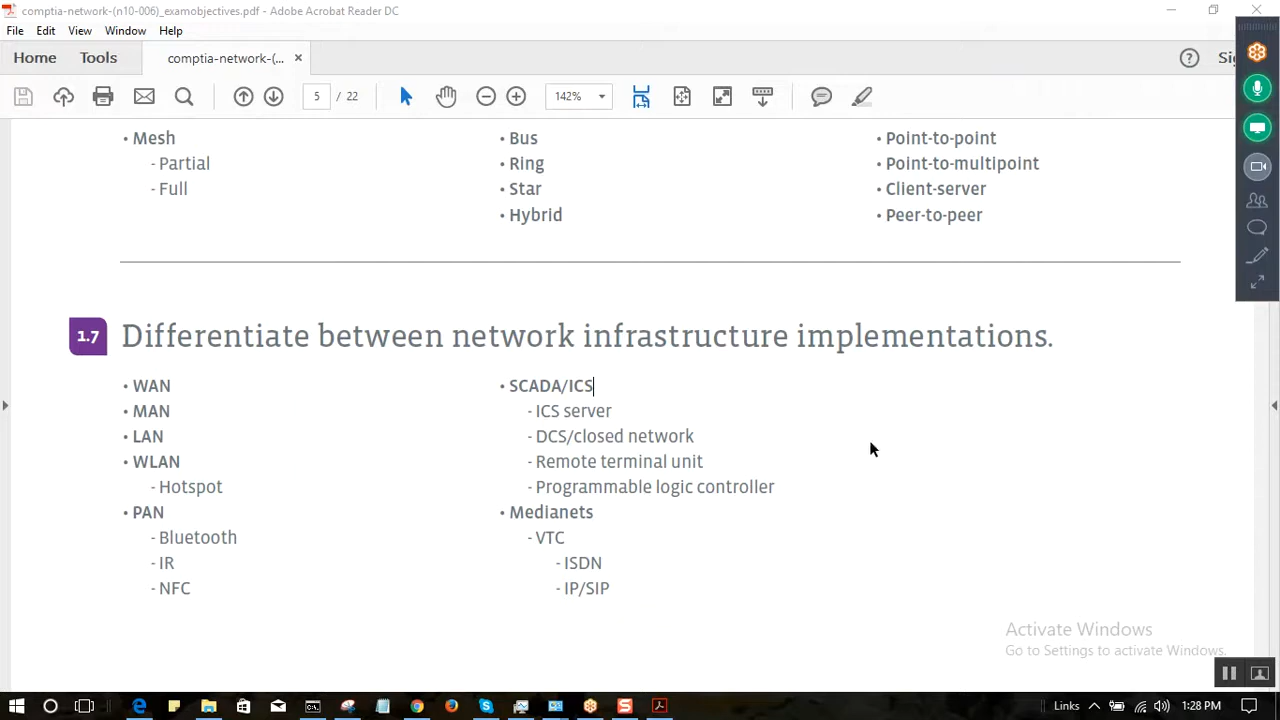 comptia-network-(n10-006)_examobjectives.pdf - Adobe Acrobat Reader DC
File Edit View Window Help
Home Tools comptia-network-(... × ? Si
5 / 22 142%
• Mesh
- Partial
- Full
• Bus
• Ring
• Star
• Hybrid
• Point-to-point
• Point-to-multipoint
• Client-server
• Peer-to-peer
1.7 Differentiate between network infrastructure implementations.
• WAN
• MAN
• LAN
• WLAN
- Hotspot
• PAN
- Bluetooth
- IR
- NFC
• SCADA/ICS
- ICS server
- DCS/closed network
- Remote terminal unit
- Programmable logic controller
• Medianets
- VTC
- ISDN
- IP/SIP
Activate Windows
Go to Settings to activate Windows.
Links 1:28 PM